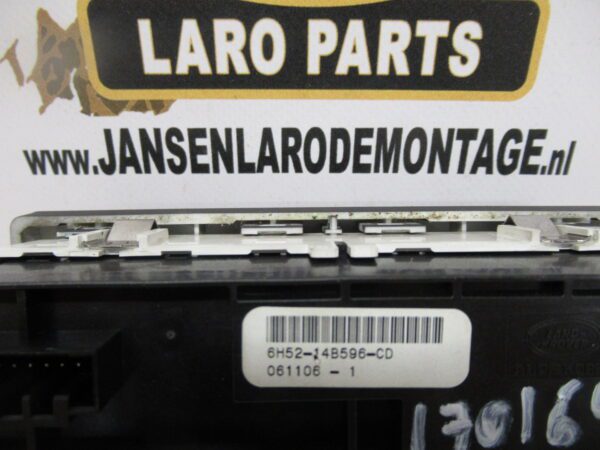 LARO PARTS
www.JANSENLARODEMONTAGE.nl
6H52-14B596-CD
061106 - 1
LAND
ROVER
17016